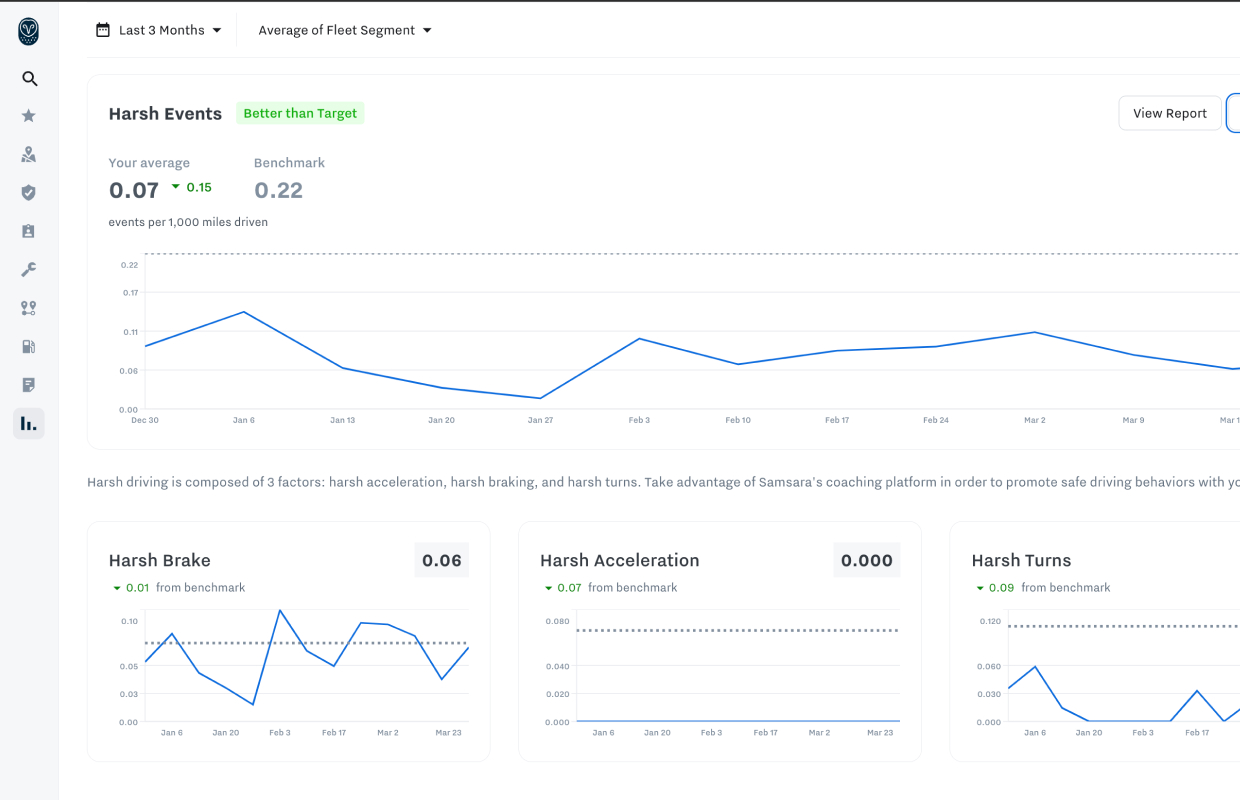 Last 3 Months
Average of Fleet Segment
Harsh Events
Better than Target
View Report
Your average
Benchmark
0.07
0.15
0.22
events per 1,000 miles driven
0.22
0.17
0.11
0.06
0.00
Dec 30
Jan 6
Jan 13
Jan 20
Jan 27
Feb 3
Feb 10
Feb 17
Feb 24
Mar 2
Mar 9
Mar 1
Harsh driving is composed of 3 factors: harsh acceleration, harsh braking, and harsh turns. Take advantage of Samsara's coaching platform in order to promote safe driving behaviors with yo
Harsh Brake
0.06
0.01 from benchmark
0.10
0.05
0.03
0.00
Jan 6
Jan 20
Feb 3
Feb 17
Mar 2
Mar 23
Harsh Acceleration
0.000
0.07 from benchmark
0.080
0.040
0.020
0.000
Jan 6
Jan 20
Feb 3
Feb 17
Mar 2
Mar 23
Harsh Turns
0.09 from benchmark
0.120
0.060
0.030
0.000
Jan 6
Jan 20
Feb 3
Feb 17